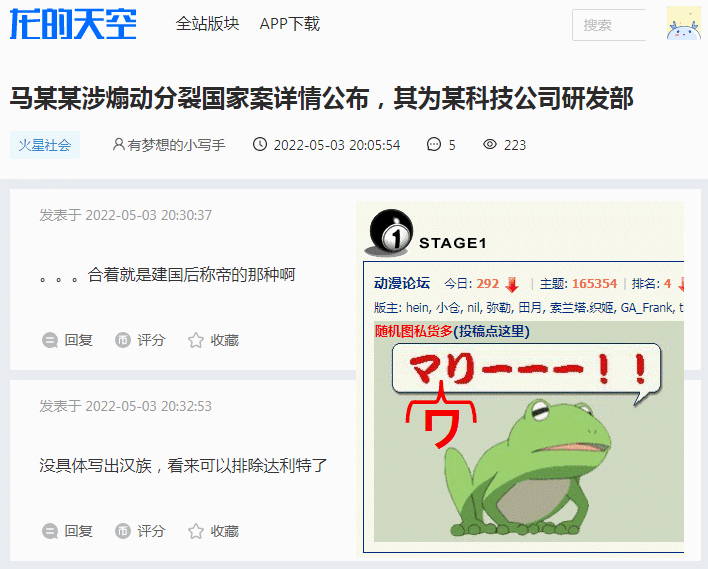 龙的天空 全站版块 APP下载 搜索
马某某涉煽动分裂国家案详情公布，其为某科技公司研发部
火星社会 有梦想的小写手 2022-05-03 20:05:54 5 223
发表于 2022-05-03 20:30:37
。。。合着就是建国后称帝的那种啊
回复 币 评分 收藏
发表于 2022-05-03 20:32:53
没具体写出汉族，看来可以排除达利特了
回复 币 评分 收藏
1 STAGE1
动漫论坛 今日: 292 | 主题: 165354 | 排名: 4
版主: hein, 小仓, nil, 弥勒, 田月, 索兰塔.织姬, GA_Frank, t
随机图私货多(投稿点这里)
マりーーー！！
ワ